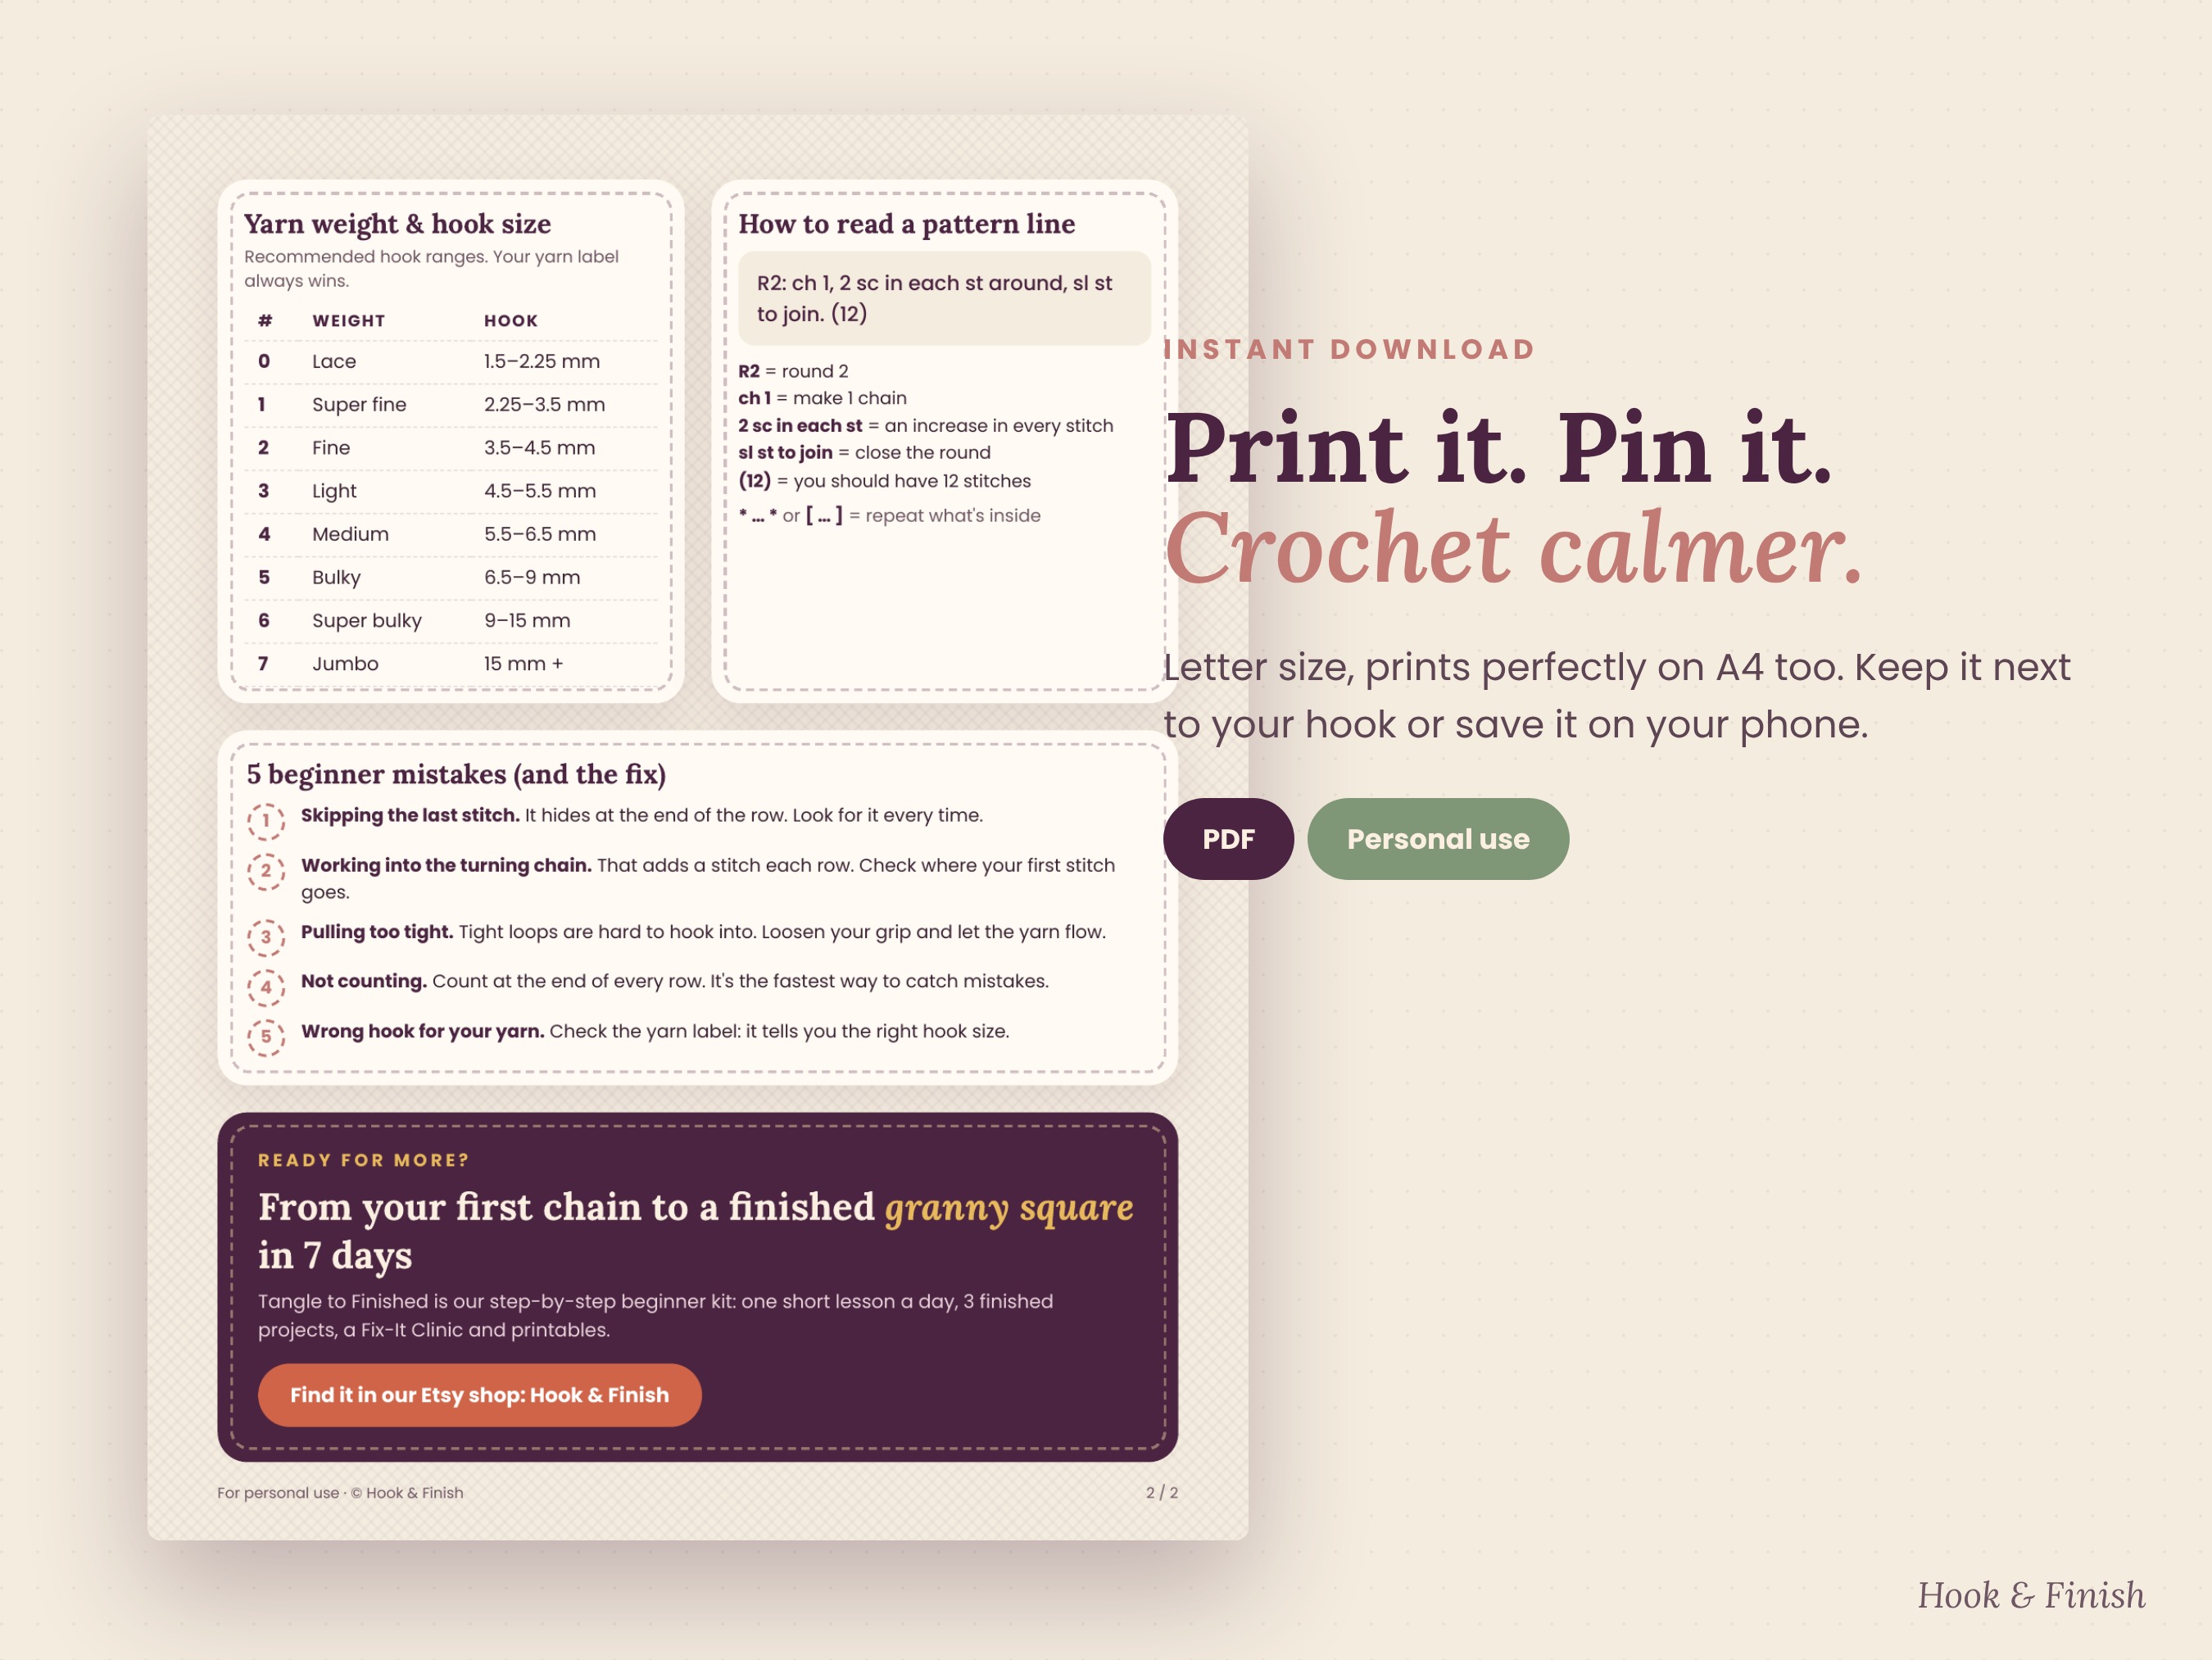 Yarn weight & hook size
Recommended hook ranges. Your yarn label
always wins.
# WEIGHT HOOK
0 Lace 1.5–2.25 mm
1 Super fine 2.25–3.5 mm
2 Fine 3.5–4.5 mm
3 Light 4.5–5.5 mm
4 Medium 5.5–6.5 mm
5 Bulky 6.5–9 mm
6 Super bulky 9–15 mm
7 Jumbo 15 mm +
How to read a pattern line
R2: ch 1, 2 sc in each st around, sl st
to join. (12)
R2 = round 2
ch 1 = make 1 chain
2 sc in each st = an increase in every stitch
sl st to join = close the round
(12) = you should have 12 stitches
* ... * or [ ... ] = repeat what's inside
5 beginner mistakes (and the fix)
1 Skipping the last stitch. It hides at the end of the row. Look for it every time.
2 Working into the turning chain. That adds a stitch each row. Check where your first stitch
goes.
3 Pulling too tight. Tight loops are hard to hook into. Loosen your grip and let the yarn flow.
4 Not counting. Count at the end of every row. It's the fastest way to catch mistakes.
5 Wrong hook for your yarn. Check the yarn label: it tells you the right hook size.
READY FOR MORE?
From your first chain to a finished granny square
in 7 days
Tangle to Finished is our step-by-step beginner kit: one short lesson a day, 3 finished
projects, a Fix-It Clinic and printables.
Find it in our Etsy shop: Hook & Finish
For personal use · © Hook & Finish
2 / 2
INSTANT DOWNLOAD
Print it. Pin it.
Crochet calmer.
Letter size, prints perfectly on A4 too. Keep it next
to your hook or save it on your phone.
PDF
Personal use
Hook & Finish